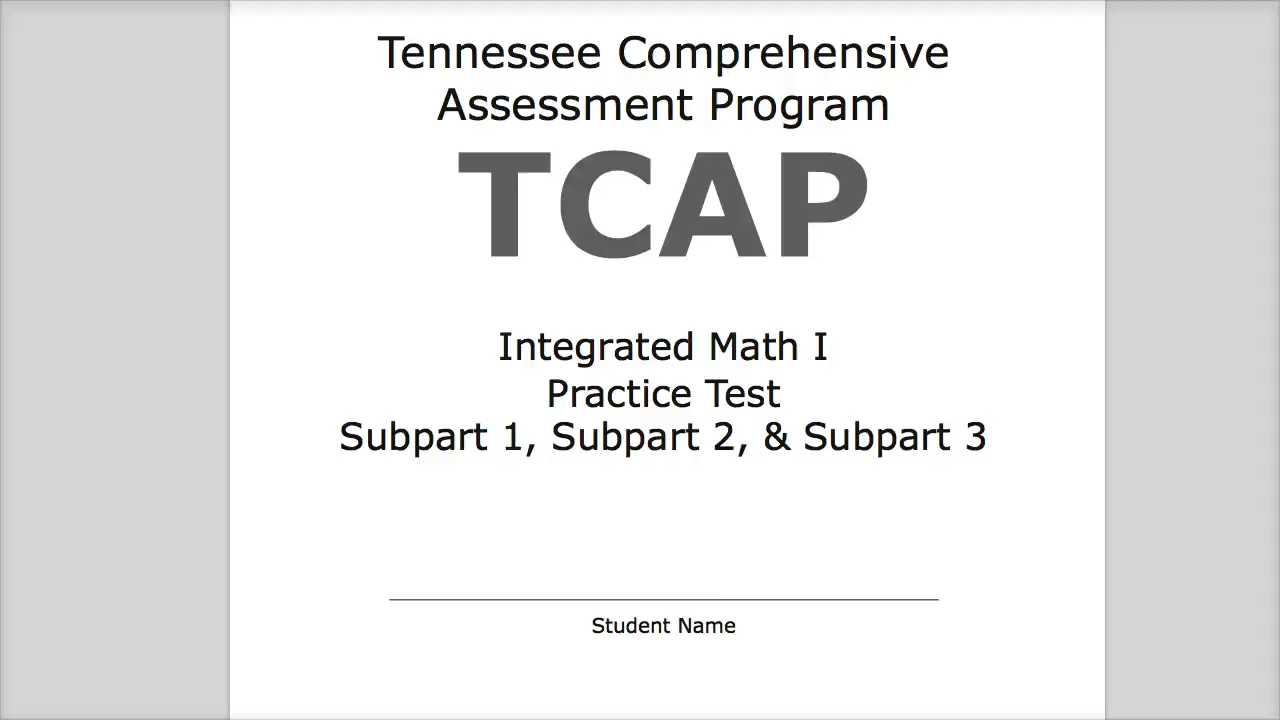 Tennessee Comprehensive
Assessment Program
TCAP
Integrated Math I
Practice Test
Subpart 1, Subpart 2, & Subpart 3
Student Name